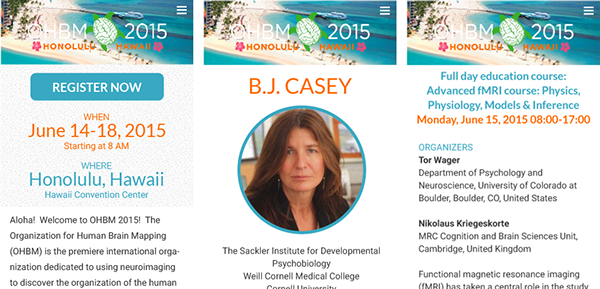 OHBM 2015
HONOLULU HAWAII
REGISTER NOW
WHEN
June 14-18, 2015
Starting at 8 AM
WHERE
Honolulu, Hawaii
Hawaii Convention Center
Aloha! Welcome to OHBM 2015! The
Organization for Human Brain Mapping
(OHBM) is the premiere international orga-
nization dedicated to using neuroimaging
to discover the organization of the human
OHBM 2015
HONOLULU HAWAII
B.J. CASEY
The Sackler Institute for Developmental
Psychobiology
Weill Cornell Medical College
Cornell University
OHBM 2015
HONOLULU HAWAII
Full day education course:
Advanced fMRI course: Physics,
Physiology, Models & Inference
Monday, June 15, 2015 08:00-17:00
ORGANIZERS
Tor Wager
Department of Psychology and
Neuroscience, University of Colorado at
Boulder, Boulder, CO, United States
Nikolaus Kriegeskorte
MRC Cognition and Brain Sciences Unit,
Cambridge, United Kingdom
Functional magnetic resonance imaging
(fMRI) has taken a central role in the study